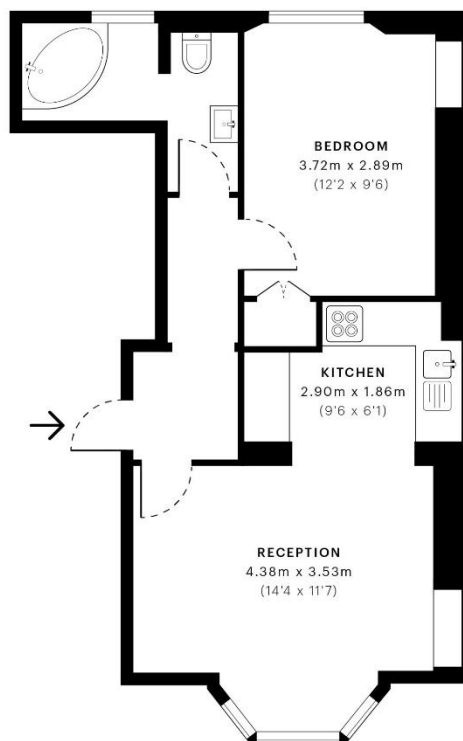 BEDROOM
3.72m x 2.89m
(12'2 x 9'6)
KITCHEN
2.90m x 1.86m
(9'6 x 6'1)
RECEPTION
4.38m x 3.53m
(14'4 x 11'7)